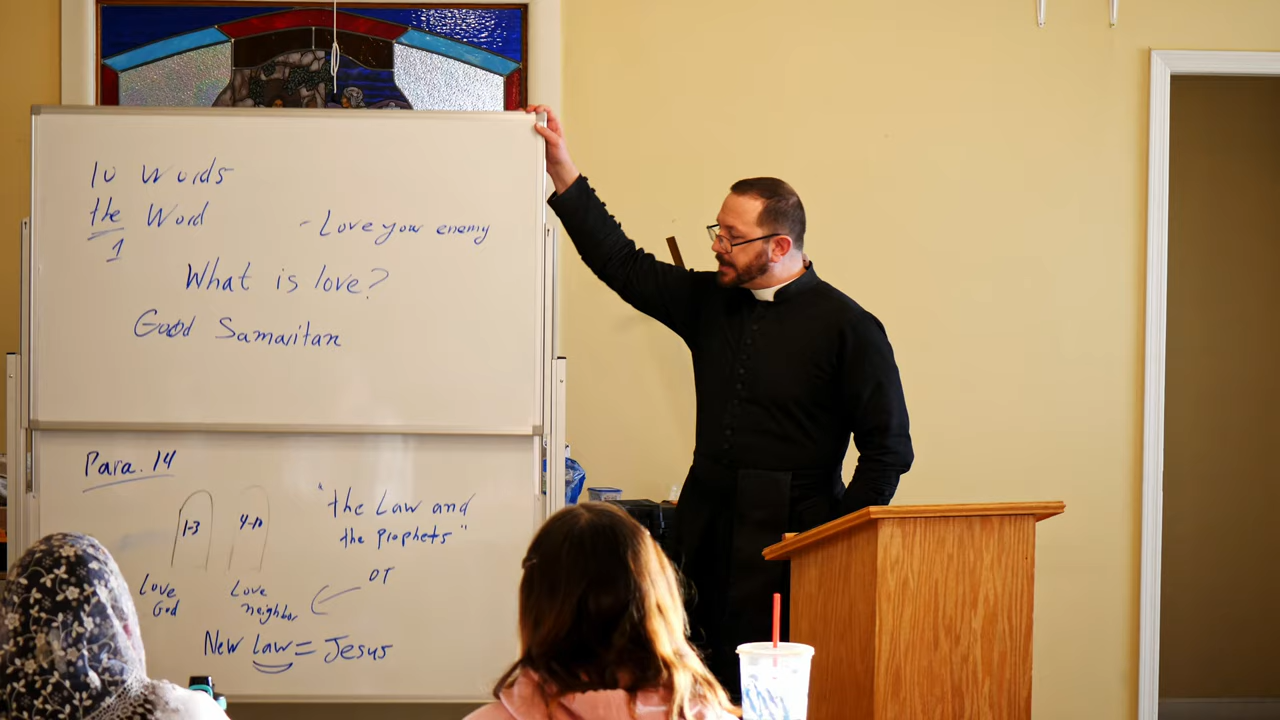 10 Words
the Word
1
- Love your enemy
What is love?
Good Samaritan
Para. 14
1-3
4-10
Love God
Love neighbor
"the Law and
the Prophets"
OT
New Law = Jesus